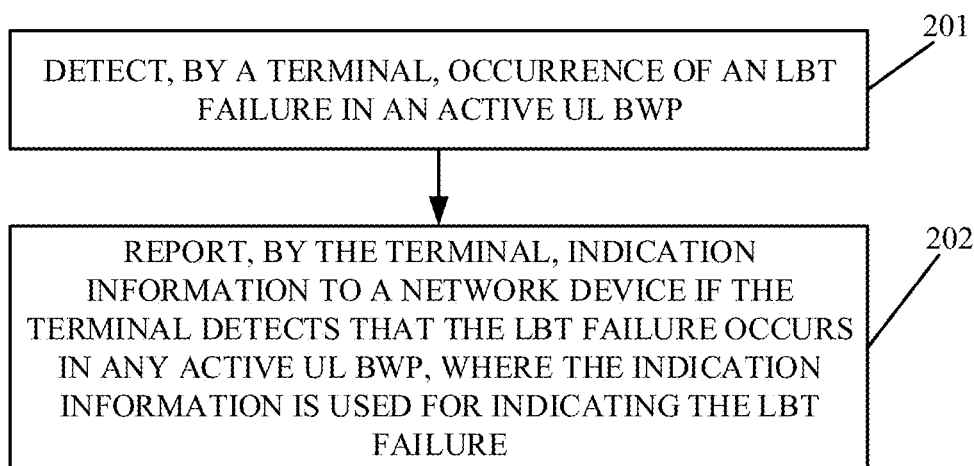 201
DETECT, BY A TERMINAL, OCCURRENCE OF AN LBT
FAILURE IN AN ACTIVE UL BWP
202
REPORT, BY THE TERMINAL, INDICATION
INFORMATION TO A NETWORK DEVICE IF THE
TERMINAL DETECTS THAT THE LBT FAILURE OCCURS
IN ANY ACTIVE UL BWP, WHERE THE INDICATION
INFORMATION IS USED FOR INDICATING THE LBT
FAILURE